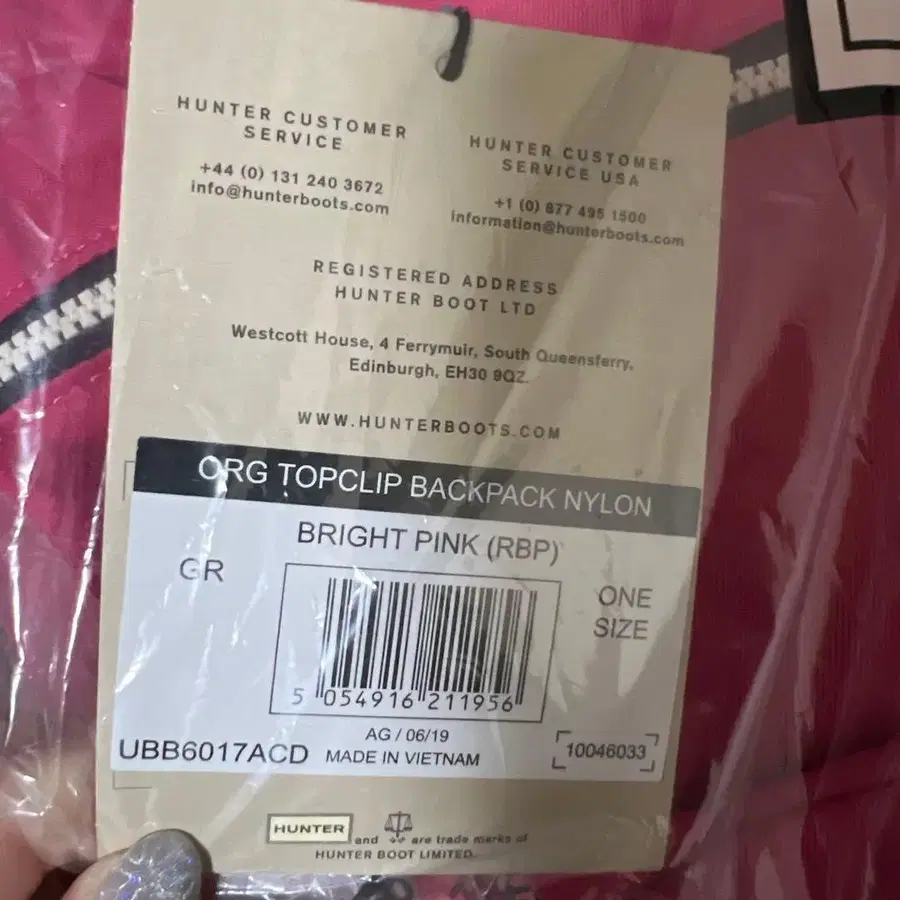 HUNTER CUSTOMER
SERVICE
+44 (0) 131 240 3672
info@hunterboots.com
HUNTER CUSTOMER
SERVICE USA
+1 (0) 877 495 1500
information@hunterboots.com
REGISTERED ADDRESS
HUNTER BOOT LTD
Westcott House, 4 Ferrymuir, South Queensferry,
Edinburgh, EH30 9QZ.
WWW.HUNTERBOOTS.COM
ORG TOPCLIP BACKPACK NYLON
BRIGHT PINK (RBP)
GR
ONE
SIZE
5 054916 211956
AG / 06/19
UBB6017ACD MADE IN VIETNAM
10046033
HUNTER and are trade marks of
HUNTER BOOT LIMITED.